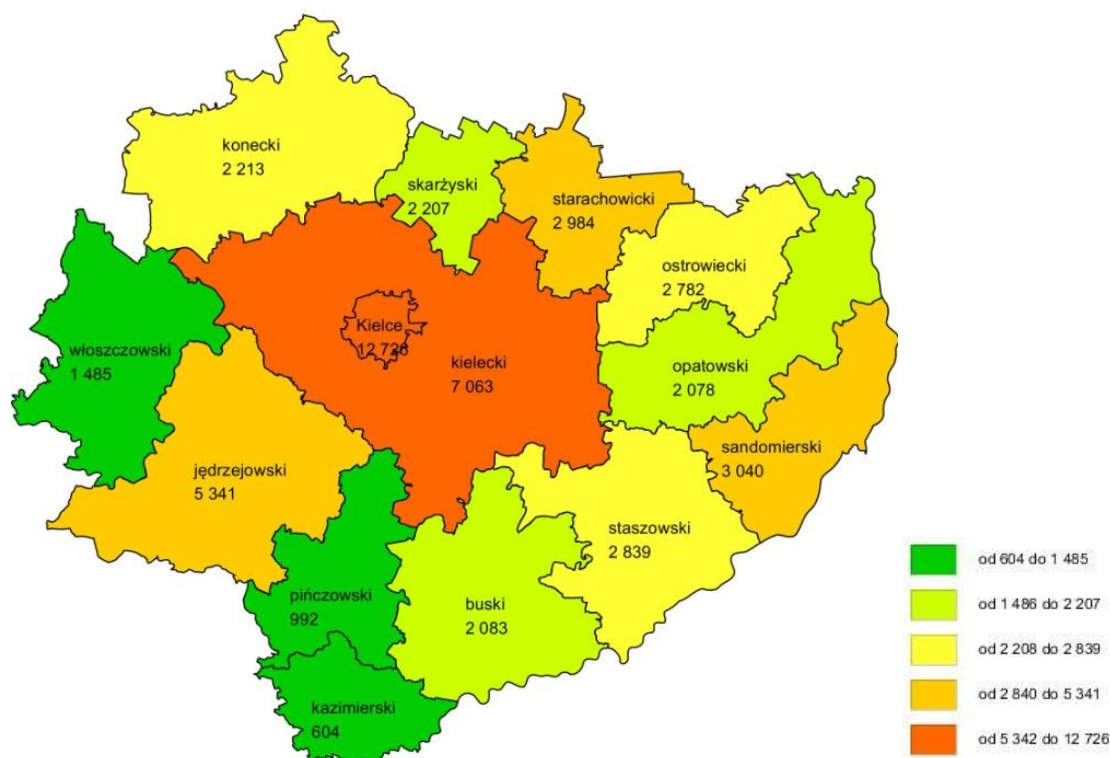 konecki
2 213
skarżyski
2 207
starachowicki
2 984
ostrowiecki
2 782
Kielce
12 726
włoszczowski
1 485
kielecki
7 063
opatowski
2 078
sandomierski
3 040
jędrzejowski
5 341
staszowski
2 839
pińczowski
992
buski
2 083
kazimierski
604
od 604 do 1 485
od 1 486 do 2 207
od 2 208 do 2 839
od 2 840 do 5 341
od 5 342 do 12 726